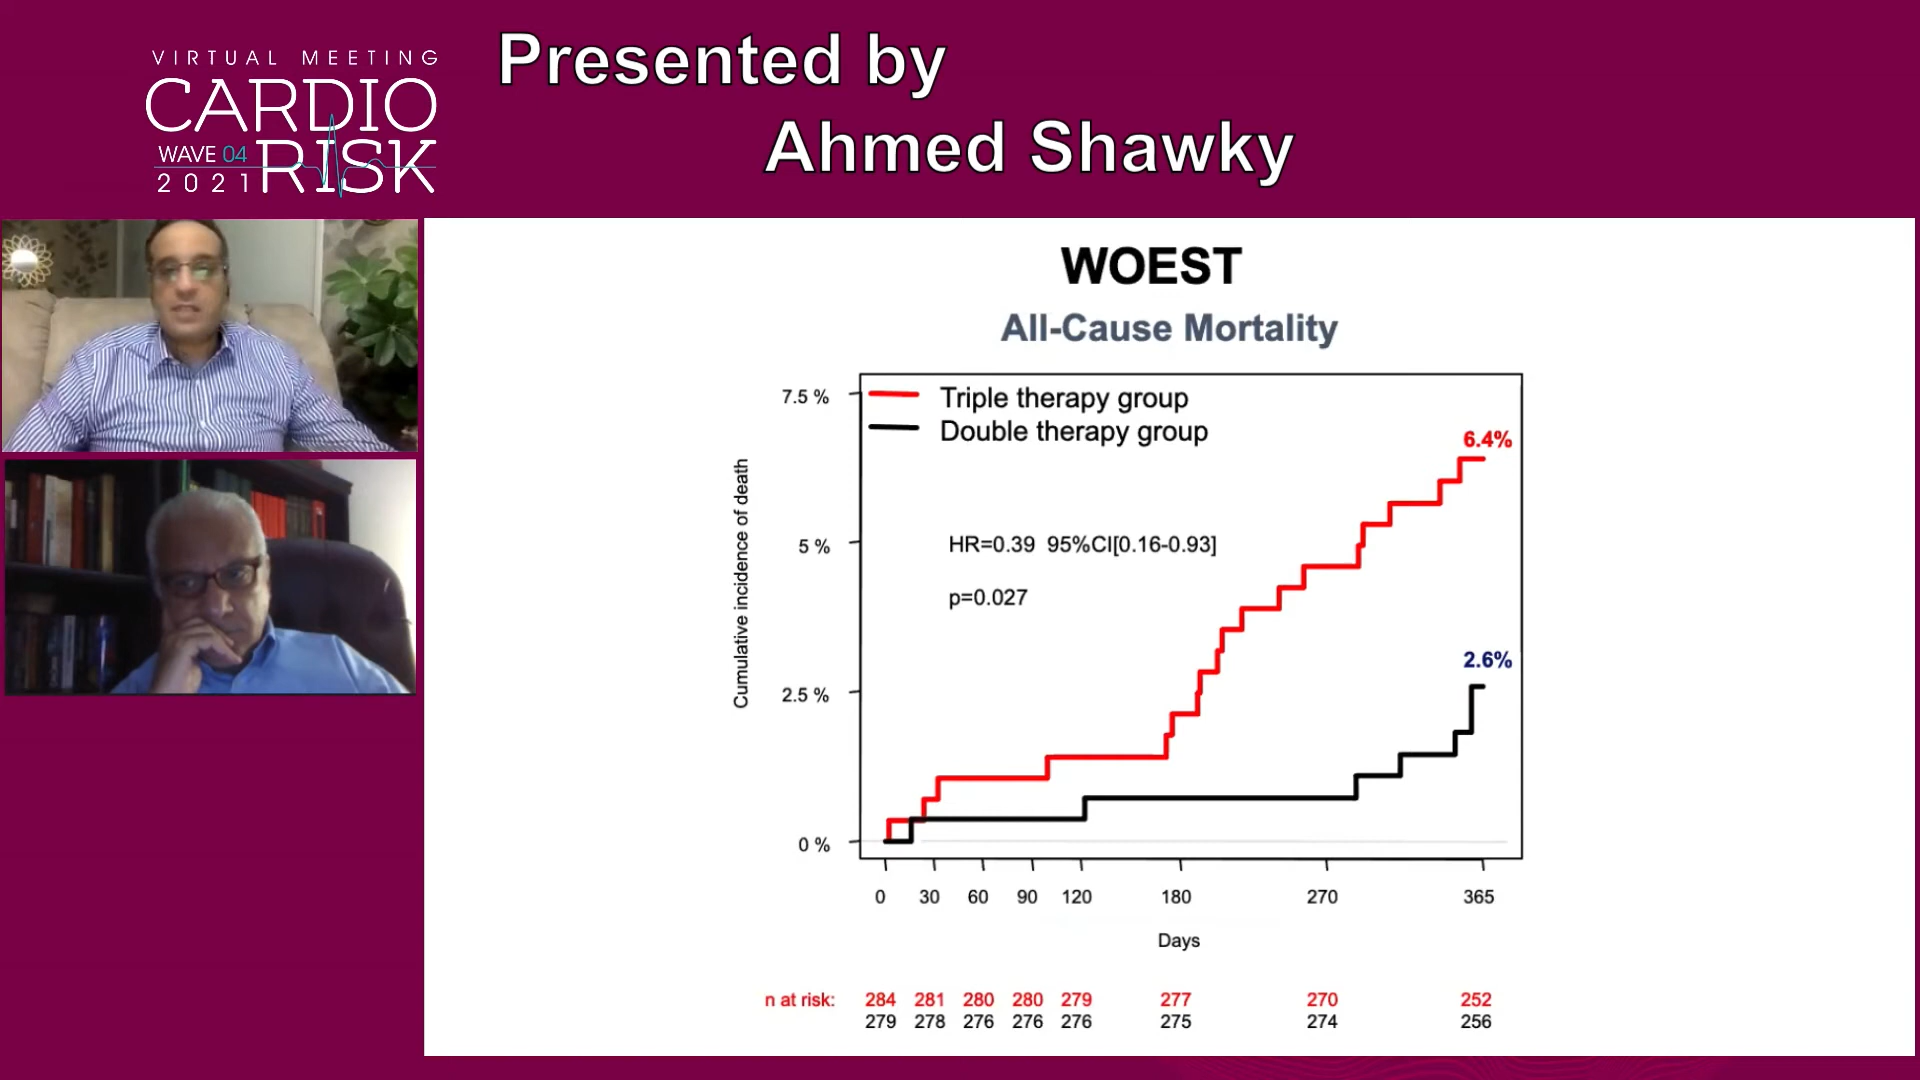 VIRTUAL MEETING
CARDIO
WAVE 04 RISK
2021
Presented by
Ahmed Shawky
WOEST
All-Cause Mortality
Triple therapy group
Double therapy group
7.5 %
5 %
2.5 %
0 %
Cumulative incidence of death
HR=0.39 95%CI[0.16-0.93]
p=0.027
6.4%
2.6%
0 30 60 90 120 180 270 365
Days
n at risk: 284 281 280 280 279 277 270 252
279 278 276 276 276 275 274 256